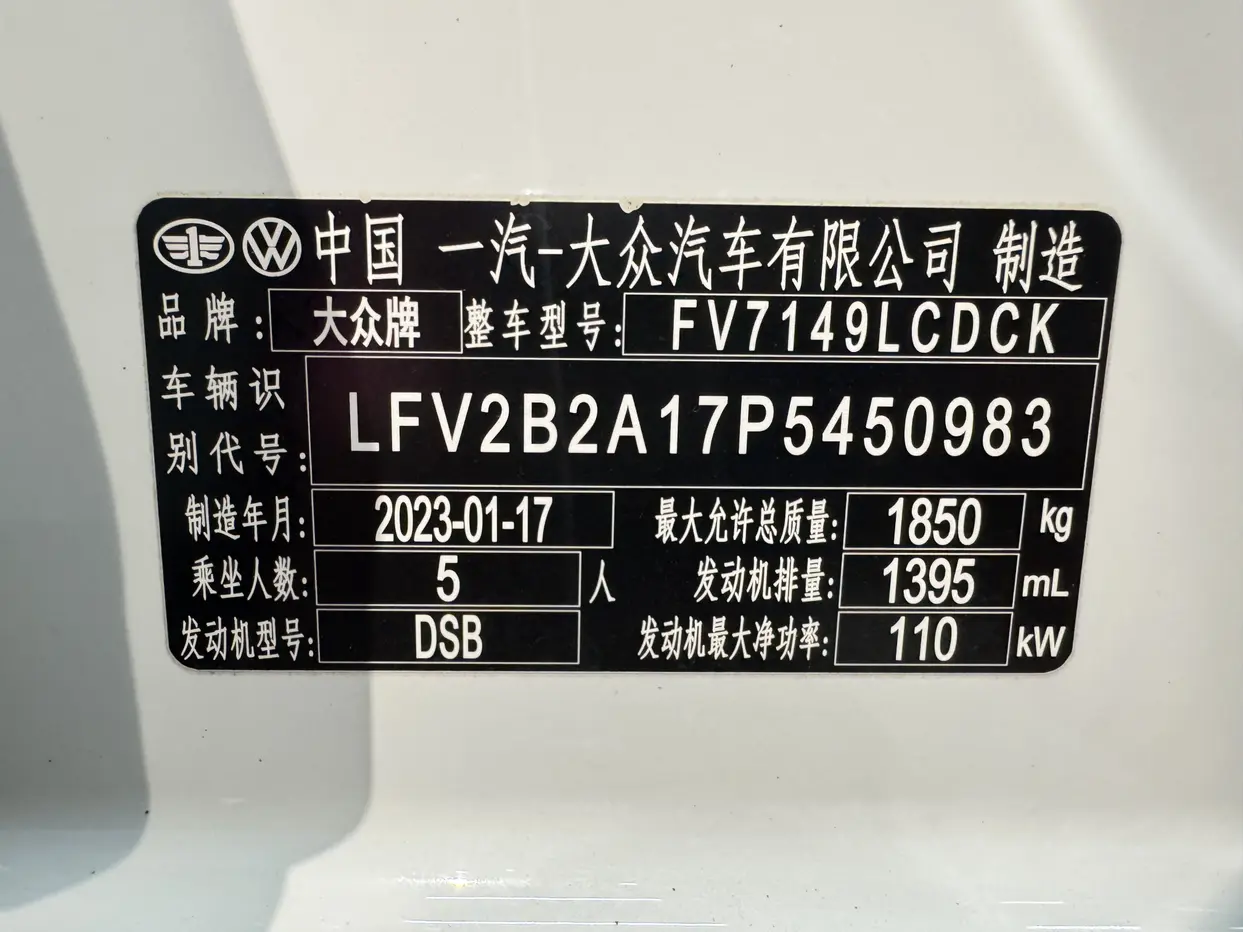 中国 一汽-大众汽车有限公司 制造
品牌: 大众牌 整车型号: FV7149LCDCK
车辆识别代号: LFV2B2A17P5450983
制造年月: 2023-01-17 最大允许总质量: 1850 kg
乘坐人数: 5 人 发动机排量: 1395 mL
发动机型号: DSB 发动机最大净功率: 110 kW